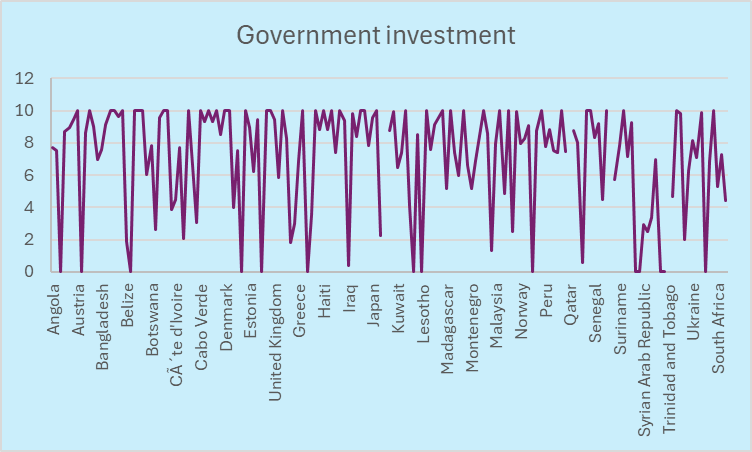 Government investment
12
10
8
6
4
2
0
Angola
Austria
Bangladesh
Belize
Botswana
CÃ´te d'Ivoire
Cabo Verde
Denmark
Estonia
United Kingdom
Greece
Haiti
Iraq
Japan
Kuwait
Lesotho
Madagascar
Montenegro
Malaysia
Norway
Peru
Qatar
Senegal
Suriname
Syrian Arab Republic
Trinidad and Tobago
Ukraine
South Africa